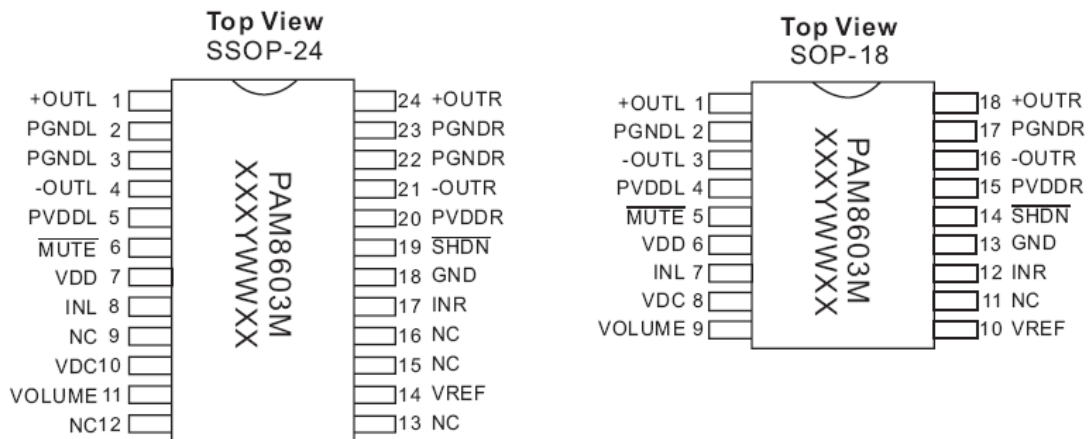 Top View
SSOP-24
+OUTL 1
PGNDL 2
PGNDL 3
-OUTL 4
PVDDL 5
MUTE 6
VDD 7
INL 8
NC 9
VDC10
VOLUME 11
NC12
PAM8603M
XXXYWWXX
24 +OUTR
23 PGNDR
22 PGNDR
21 -OUTR
20 PVDDR
19 SHDN
18 GND
17 INR
16 NC
15 NC
14 VREF
13 NC
Top View
SOP-18
+OUTL 1
PGNDL 2
-OUTL 3
PVDDL 4
MUTE 5
VDD 6
INL 7
VDC 8
VOLUME 9
PAM8603M
XXXYWWXX
18 +OUTR
17 PGNDR
16 -OUTR
15 PVDDR
14 SHDN
13 GND
12 INR
11 NC
10 VREF